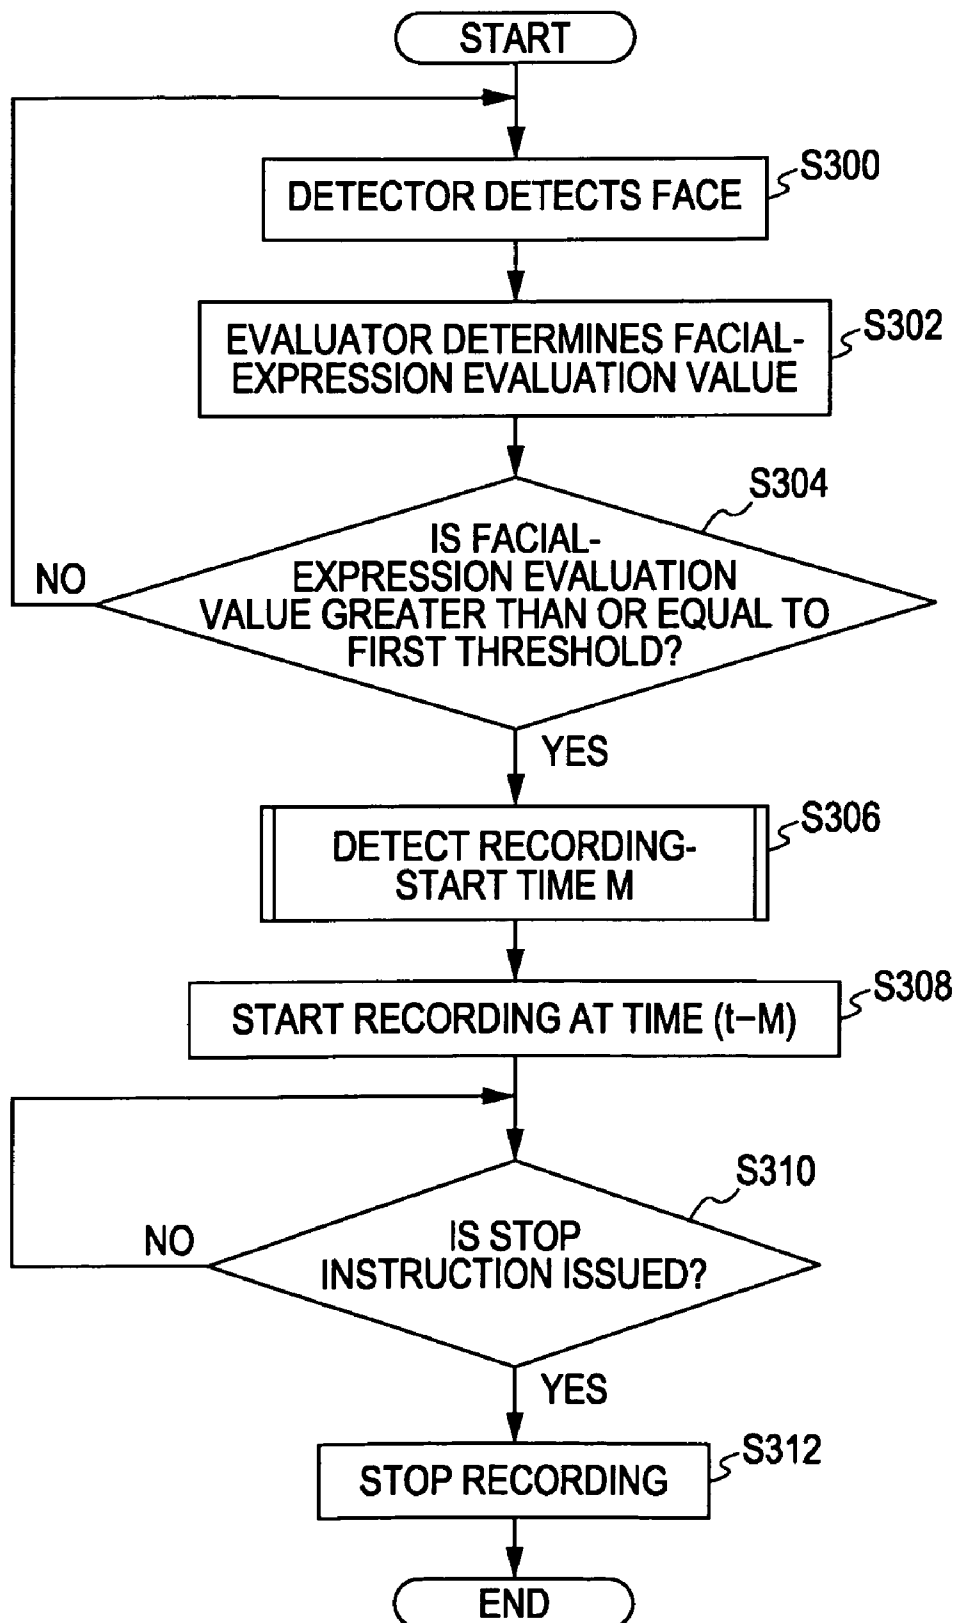 START
S300
DETECTOR DETECTS FACE
S302
EVALUATOR DETERMINES FACIAL-
EXPRESSION EVALUATION VALUE
S304
IS FACIAL-
EXPRESSION EVALUATION
VALUE GREATER THAN OR EQUAL TO
FIRST THRESHOLD?
NO
YES
S306
DETECT RECORDING-
START TIME M
S308
START RECORDING AT TIME (t−M)
S310
IS STOP
INSTRUCTION ISSUED?
NO
YES
S312
STOP RECORDING
END